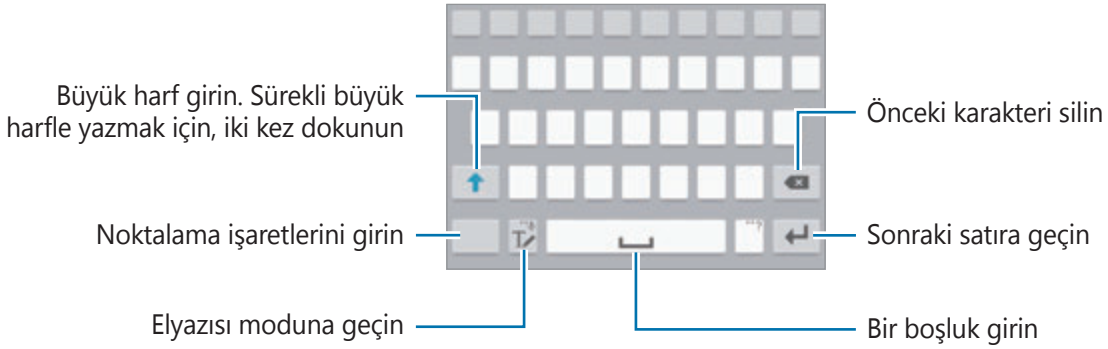 Büyük harf girin. Sürekli büyük
harfle yazmak için, iki kez dokunun
Önceki karakteri silin
Noktalama işaretlerini girin
Sonraki satıra geçin
Elyazısı moduna geçin
Bir boşluk girin